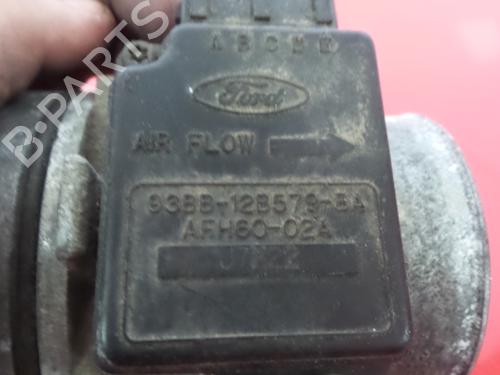 A B C D E
Ford
AIR FLOW
93BB-12B579-BA
AFH60-02A
B-PARTS